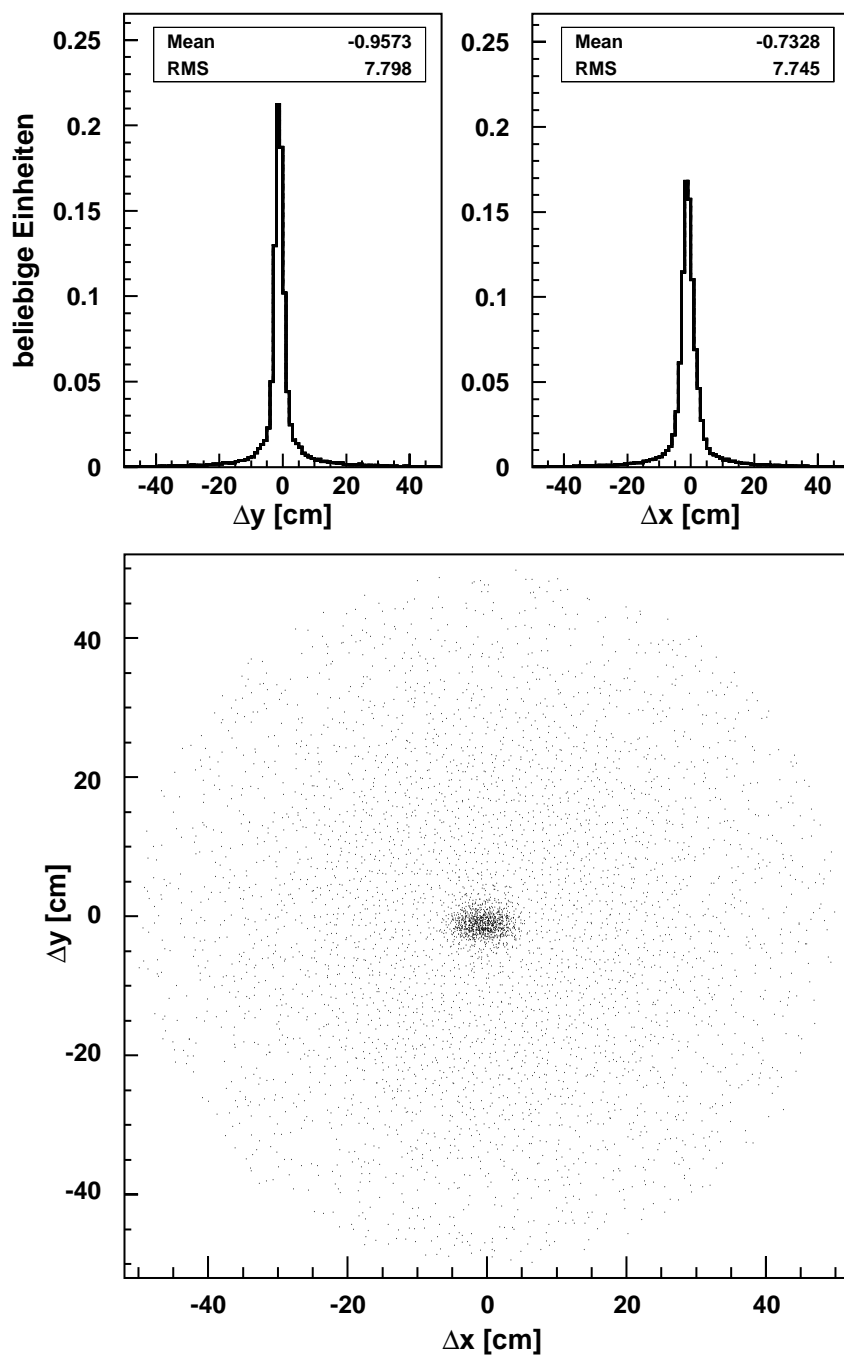 0.25
0.2
0.15
0.1
0.05
0
beliebige Einheiten
Mean -0.9573
RMS 7.798
-40 -20 0 20 40
Δy [cm]
0.25
0.2
0.15
0.1
0.05
0
Mean -0.7328
RMS 7.745
-40 -20 0 20 40
Δx [cm]
40
20
0
-20
-40
Δy [cm]
-40 -20 0 20 40
Δx [cm]